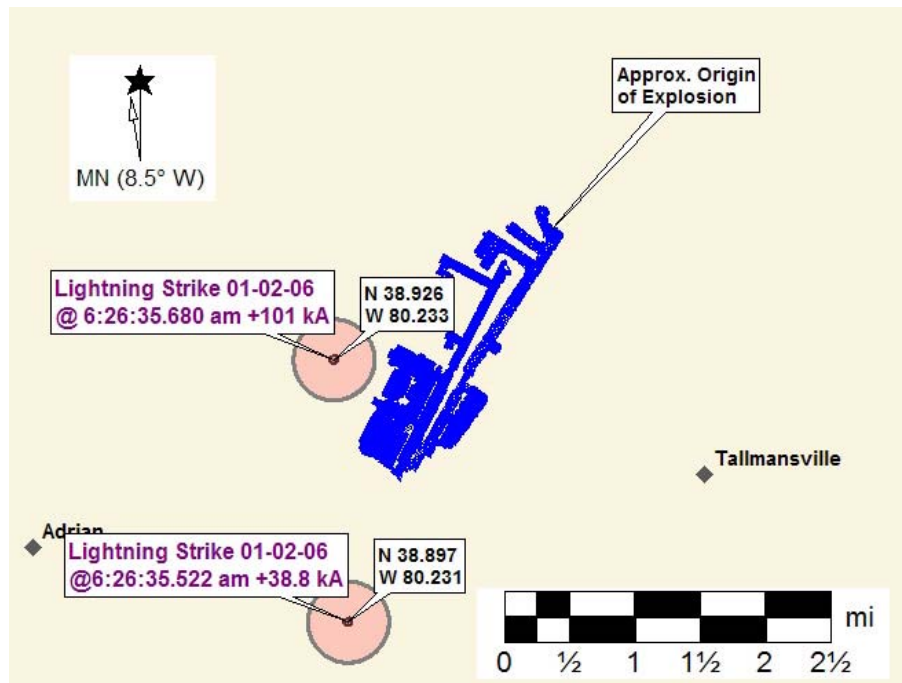 Approx. Origin
of Explosion
MN (8.5° W)
Lightning Strike 01-02-06
@ 6:26:35.680 am +101 kA
N 38.926
W 80.233
Tallmansville
Adrian
Lightning Strike 01-02-06
@6:26:35.522 am +38.8 kA
N 38.897
W 80.231
mi
0 ½ 1 1½ 2 2½